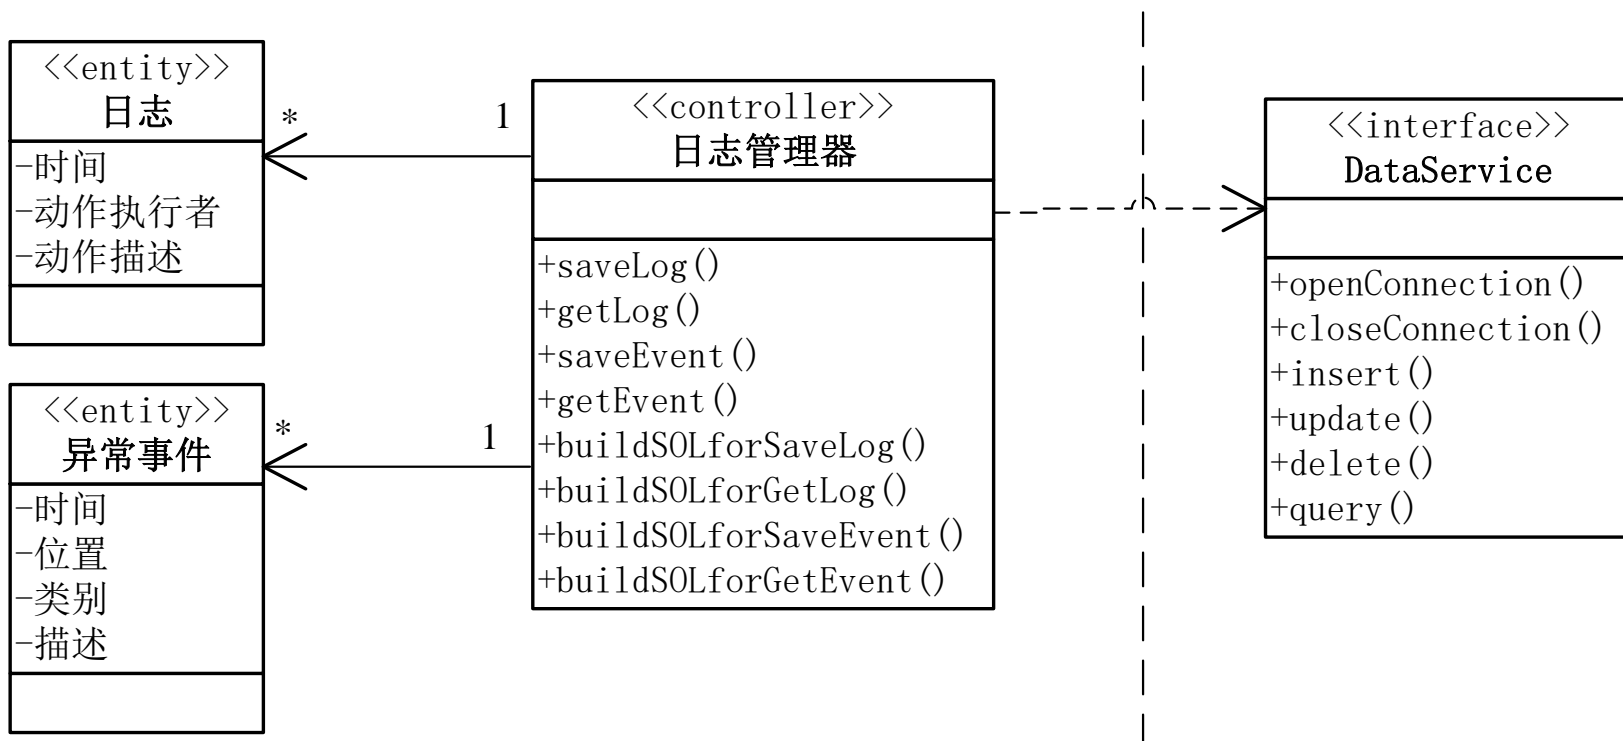 <<entity>>
日志
-时间
-动作执行者
-动作描述
<<entity>>
异常事件
-时间
-位置
-类别
-描述
*
1
*
1
<<controller>>
日志管理器
+saveLog()
+getLog()
+saveEvent()
+getEvent()
+buildSOLforSaveLog()
+buildSOLforGetLog()
+buildSOLforSaveEvent()
+buildSOLforGetEvent()
<<interface>>
DataService
+openConnection()
+closeConnection()
+insert()
+update()
+delete()
+query()